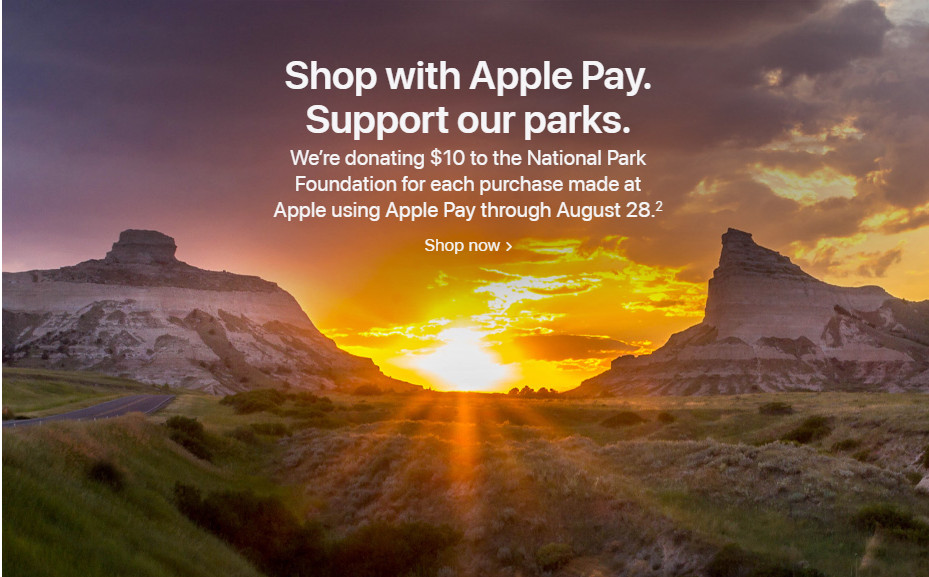 Shop with Apple Pay.
Support our parks.
We’re donating $10 to the National Park
Foundation for each purchase made at
Apple using Apple Pay through August 28.²
Shop now >